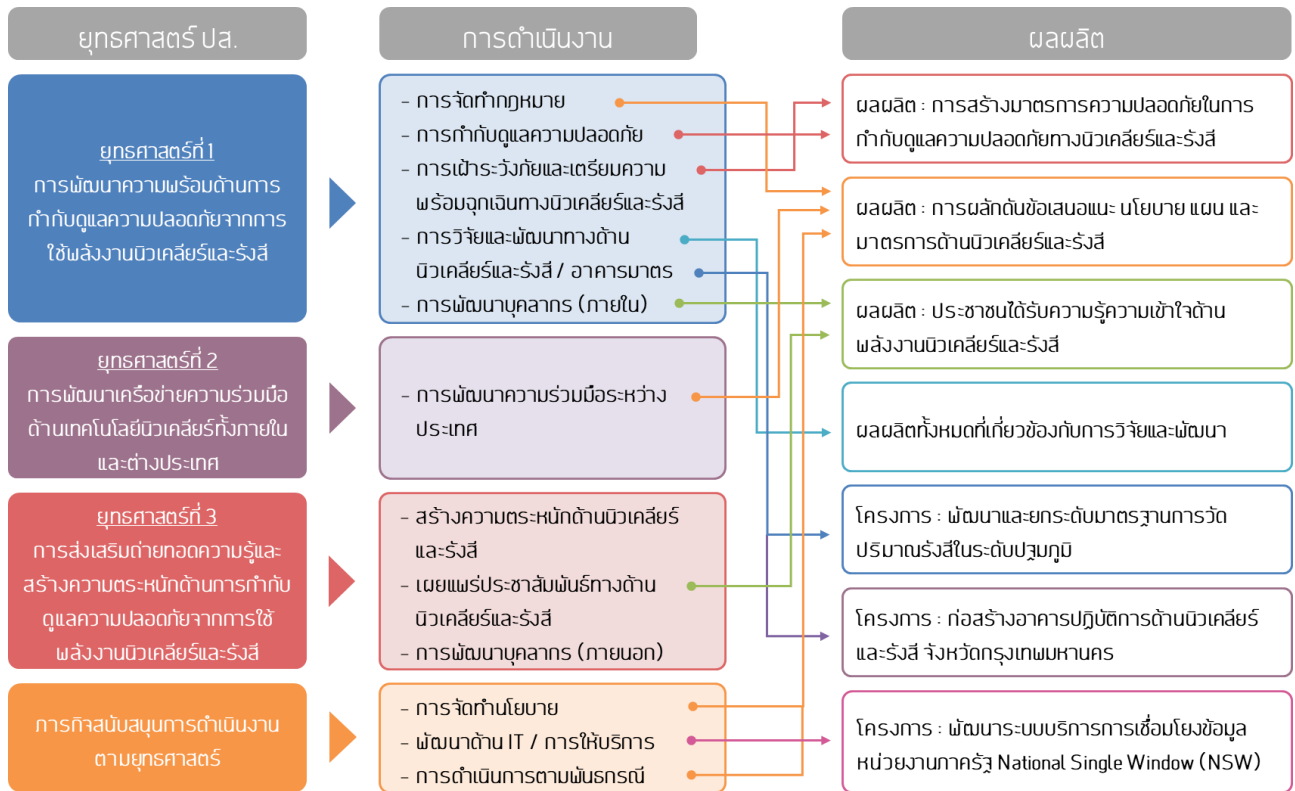 ยุทธศาสตร์ ปส.
การดำเนินงาน
ผลผลิต
ยุทธศาสตร์ที่ 1
การพัฒนาความพร้อมด้านการ
กำกับดูแลความปลอดภัยจากการ
ใช้พลังงานนิวเคลียร์และรังสี
- การจัดทำกฎหมาย
- การกำกับดูแลความปลอดภัย
- การเฝ้าระวังภัยและเตรียมความ
พร้อมฉุกเฉินทางนิวเคลียร์และรังสี
- การวิจัยและพัฒนาทางด้าน
นิวเคลียร์และรังสี / อาคารมาตร
- การพัฒนาบุคลากร (ภายใน)
ผลผลิต : การสร้างมาตรการความปลอดภัยในการ
กำกับดูแลความปลอดภัยทางนิวเคลียร์และรังสี
ผลผลิต : การผลักดันข้อเสนอแนะ นโยบาย แผน และ
มาตรการด้านนิวเคลียร์และรังสี
ผลผลิต : ประชาชนได้รับความรู้ความเข้าใจด้าน
พลังงานนิวเคลียร์และรังสี
ยุทธศาสตร์ที่ 2
การพัฒนาเครือข่ายความร่วมมือ
ด้านเทคโนโลยีนิวเคลียร์ทั้งภายใน
และต่างประเทศ
- การพัฒนาความร่วมมือระหว่าง
ประเทศ
ผลผลิตทั้งหมดที่เกี่ยวข้องกับการวิจัยและพัฒนา
ยุทธศาสตร์ที่ 3
การส่งเสริมถ่ายทอดความรู้และ
สร้างความตระหนักด้านการกำกับ
ดูแลความปลอดภัยจากการใช้
พลังงานนิวเคลียร์และรังสี
- สร้างความตระหนักด้านนิวเคลียร์
และรังสี
- เผยแพร่ประชาสัมพันธ์ทางด้าน
นิวเคลียร์และรังสี
- การพัฒนาบุคลากร (ภายนอก)
โครงการ : พัฒนาและยกระดับมาตรฐานการวัด
ปริมาณรังสีในระดับปฐมภูมิ
โครงการ : ก่อสร้างอาคารปฏิบัติการด้านนิวเคลียร์
และรังสี จังหวัดกรุงเทพมหานคร
ภารกิจสนับสนุนการดำเนินงาน
ตามยุทธศาสตร์
- การจัดทำนโยบาย
- พัฒนาด้าน IT / การให้บริการ
- การดำเนินการตามพันธกรณี
โครงการ : พัฒนาระบบบริการการเชื่อมโยงข้อมูล
หน่วยงานภาครัฐ National Single Window (NSW)